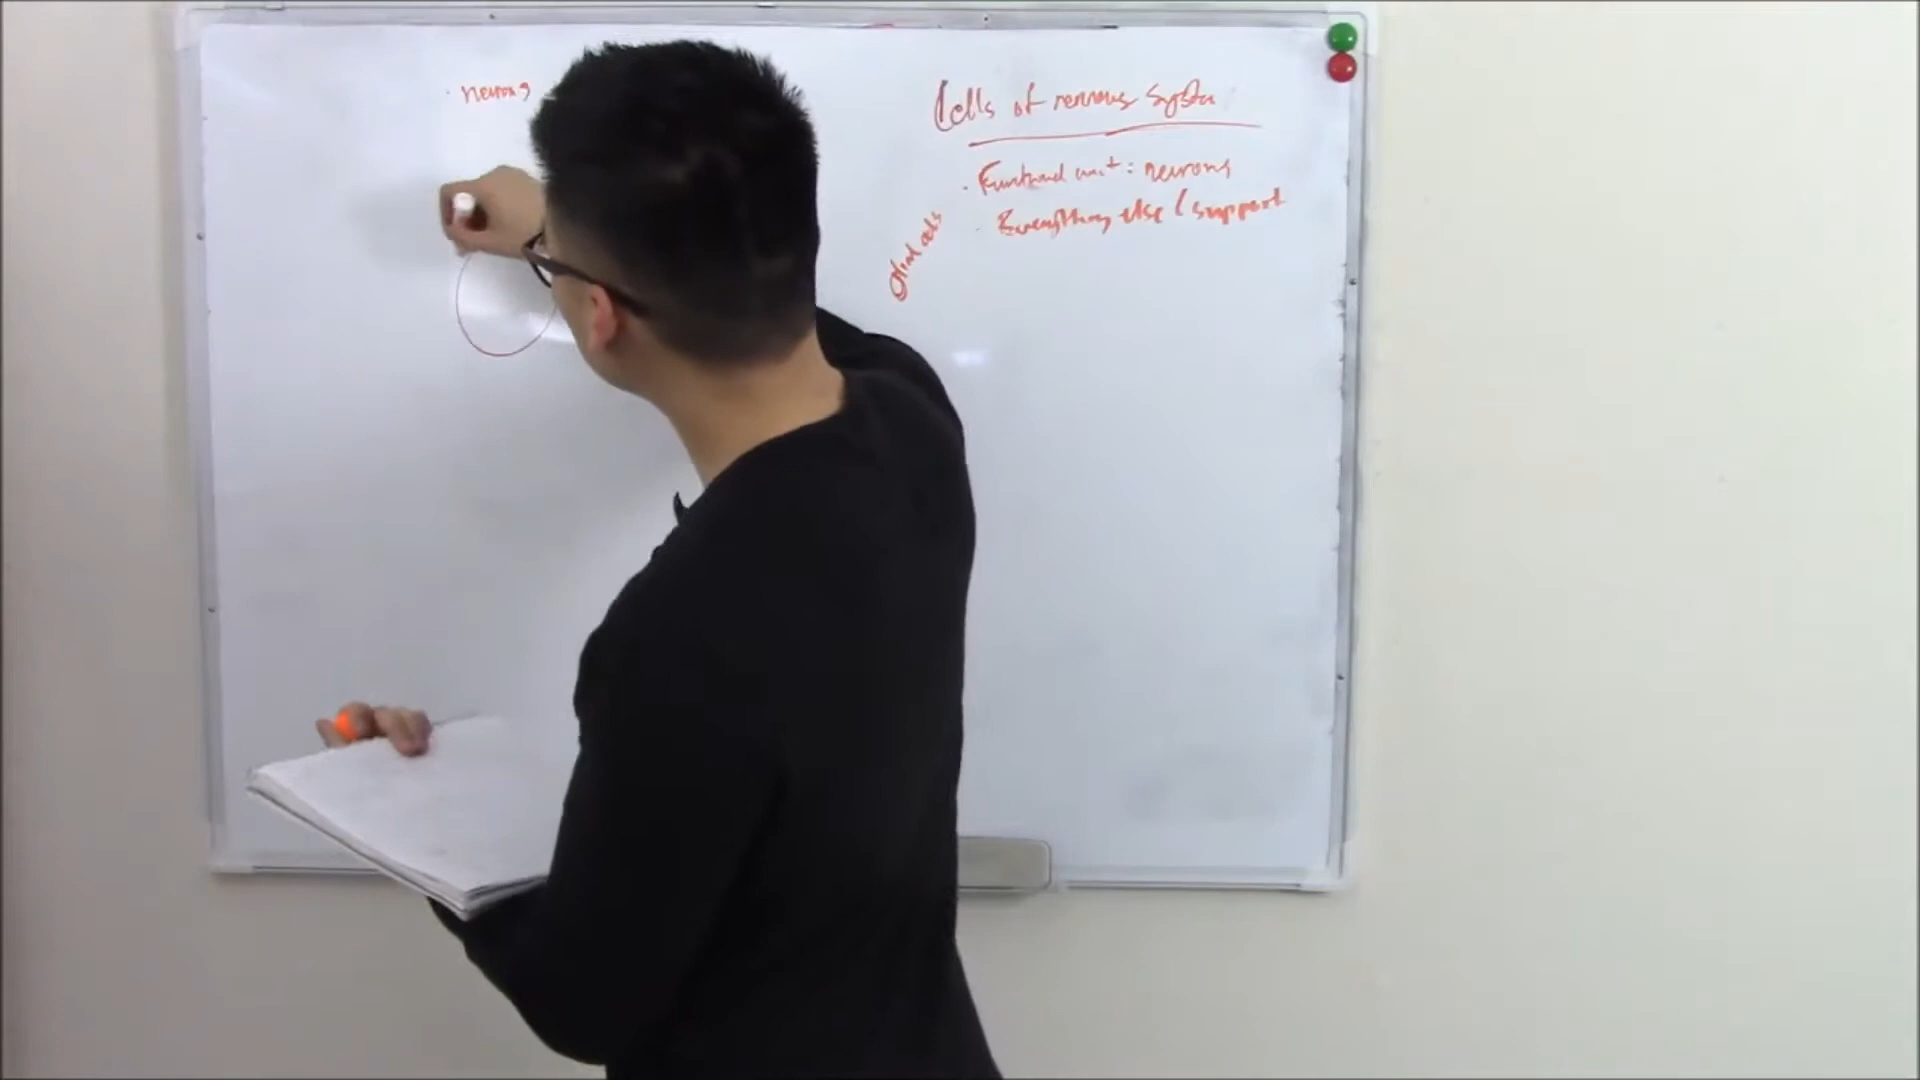 neurons
Cells of nervous system
· Functional unit: neurons
· Everything else / support
Glial cells